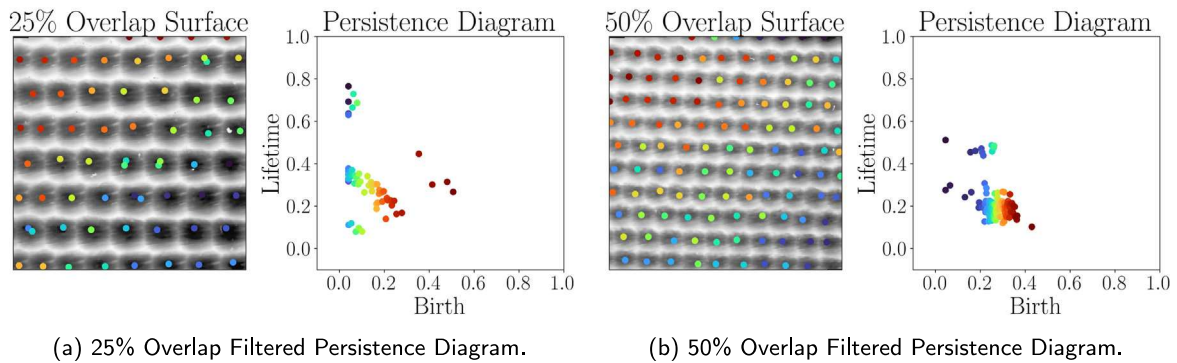 25% Overlap Surface
Persistence Diagram
1.0
0.8
0.6
0.4
0.2
0.0
Lifetime
0.0 0.2 0.4 0.6 0.8 1.0
Birth
(a) 25% Overlap Filtered Persistence Diagram.
50% Overlap Surface
Persistence Diagram
1.0
0.8
0.6
0.4
0.2
0.0
Lifetime
0.0 0.2 0.4 0.6 0.8 1.0
Birth
(b) 50% Overlap Filtered Persistence Diagram.